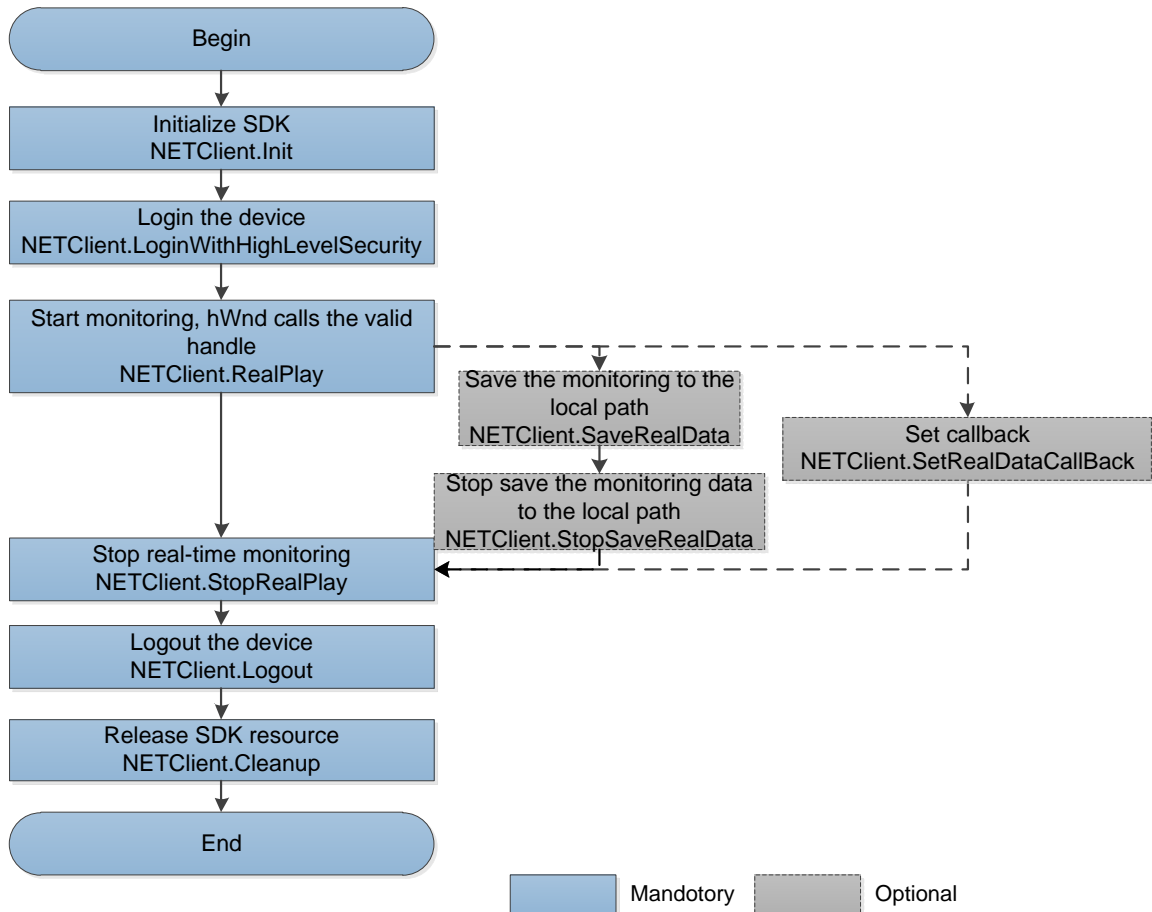 Begin
Initialize SDK
NETClient.Init
Login the device
NETClient.LoginWithHighLevelSecurity
Start monitoring, hWnd calls the valid
handle
NETClient.RealPlay
Save the monitoring to the
local path
NETClient.SaveRealData
Set callback
NETClient.SetRealDataCallBack
Stop save the monitoring data
to the local path
NETClient.StopSaveRealData
Stop real-time monitoring
NETClient.StopRealPlay
Logout the device
NETClient.Logout
Release SDK resource
NETClient.Cleanup
End
Mandotory
Optional